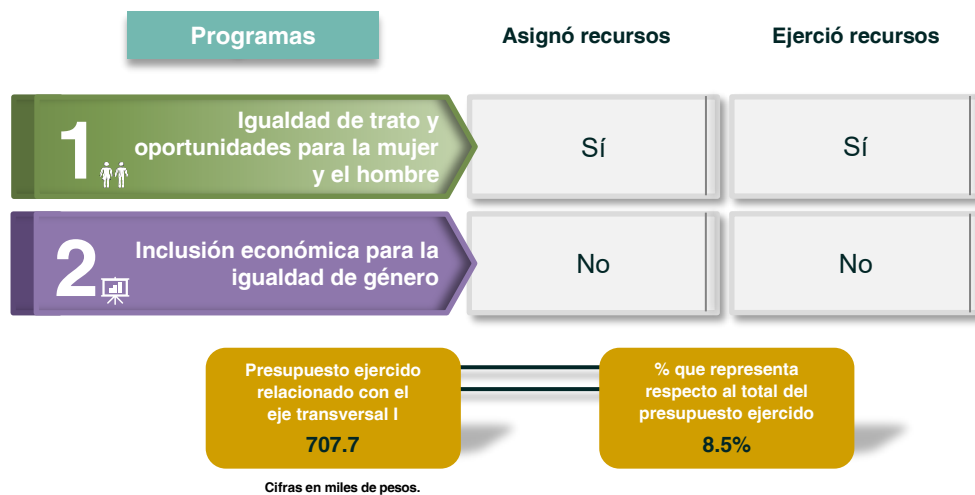 Programas
Asignó recursos
Ejerció recursos
1
Igualdad de trato y
oportunidades para la mujer
y el hombre
Sí
Sí
2
Inclusión económica para la
igualdad de género
No
No
Presupuesto ejercido
relacionado con el
eje transversal I
707.7
% que representa
respecto al total del
presupuesto ejercido
8.5%
Cifras en miles de pesos.